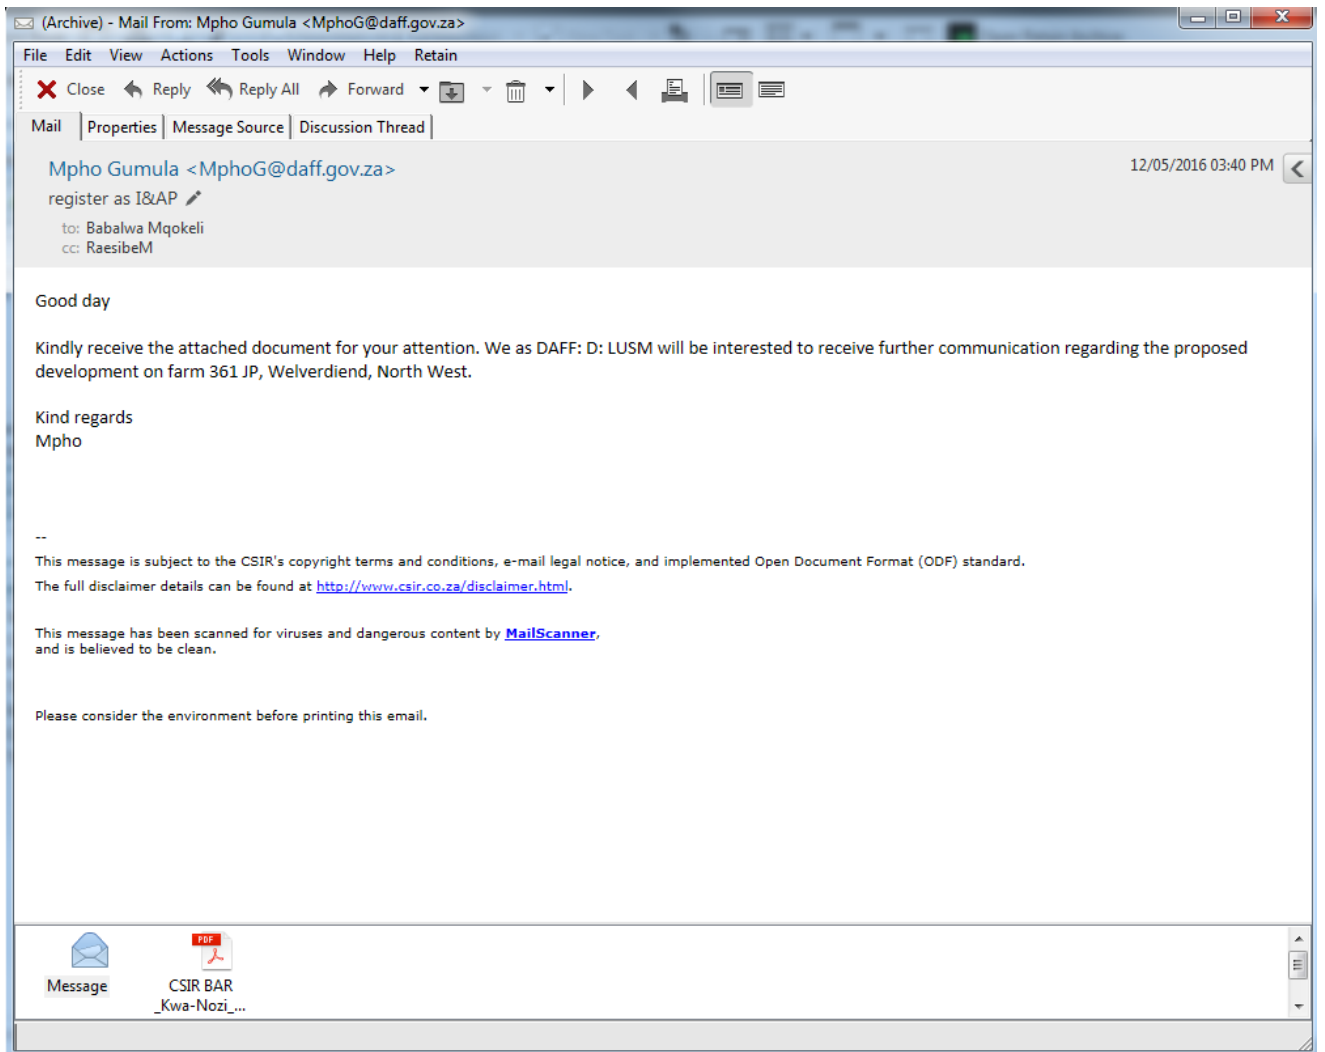 (Archive) - Mail From: Mpho Gumula <MphoG@daff.gov.za>
File Edit View Actions Tools Window Help Retain
Close Reply Reply All Forward
Mail Properties Message Source Discussion Thread
Mpho Gumula <MphoG@daff.gov.za> 12/05/2016 03:40 PM
register as I&AP
to: Babalwa Mqokeli
cc: RaesibeM
Good day
Kindly receive the attached document for your attention. We as DAFF: D: LUSM will be interested to receive further communication regarding the proposed
development on farm 361 JP, Welverdiend, North West.
Kind regards
Mpho
--
This message is subject to the CSIR's copyright terms and conditions, e-mail legal notice, and implemented Open Document Format (ODF) standard.
The full disclaimer details can be found at http://www.csir.co.za/disclaimer.html.
This message has been scanned for viruses and dangerous content by MailScanner,
and is believed to be clean.
Please consider the environment before printing this email.
PDF
Message CSIR BAR
_Kwa-Nozi_...